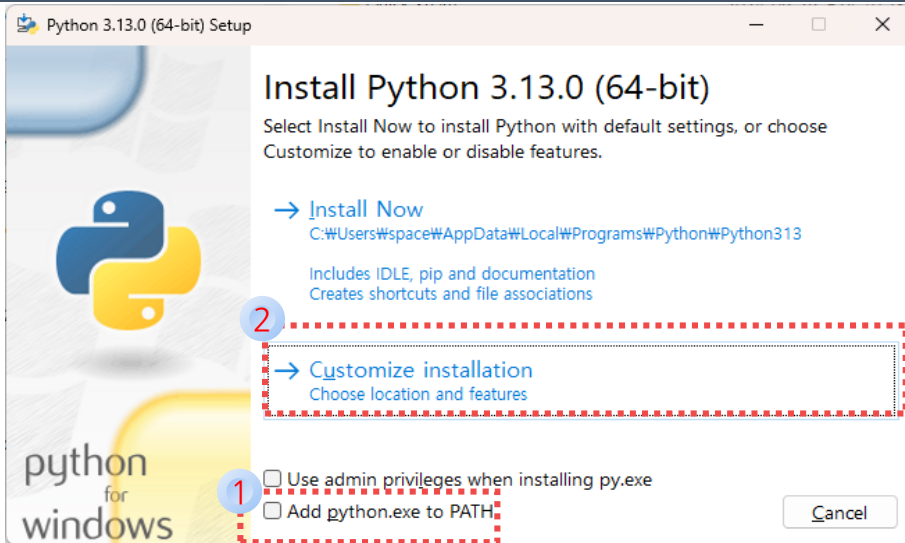 Python 3.13.0 (64-bit) Setup
Install Python 3.13.0 (64-bit)
Select Install Now to install Python with default settings, or choose
Customize to enable or disable features.
→ Install Now
C:₩Users₩space₩AppData₩Local₩Programs₩Python₩Python313
Includes IDLE, pip and documentation
Creates shortcuts and file associations
2
→ Customize installation
Choose location and features
Use admin privileges when installing py.exe
1
Add python.exe to PATH
Cancel
python
for
windows